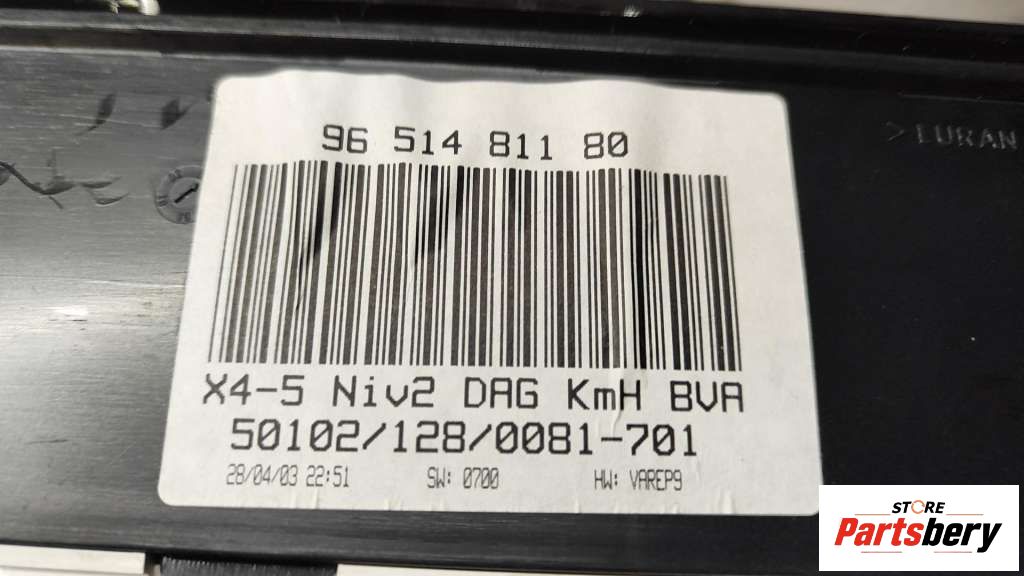 96 514 811 80
> LURAN
X4-5 Niv2 DAG KmH BVA
50102/128/0081-701
28/04/03 22:51 SW: 0700 HW: VAREP9
STORE
Partsbery